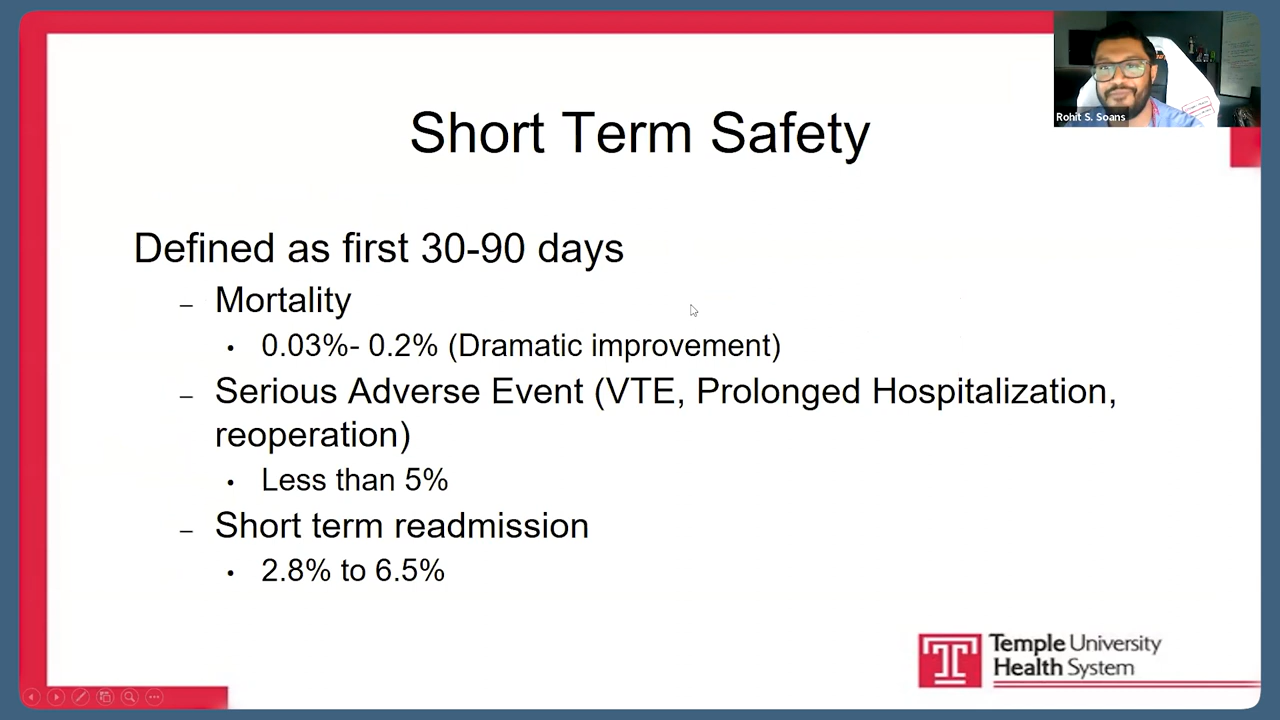 Short Term Safety
Rohit S. Soans
Defined as first 30-90 days
– Mortality
• 0.03%- 0.2% (Dramatic improvement)
– Serious Adverse Event (VTE, Prolonged Hospitalization,
reoperation)
• Less than 5%
– Short term readmission
• 2.8% to 6.5%
Temple University
Health System